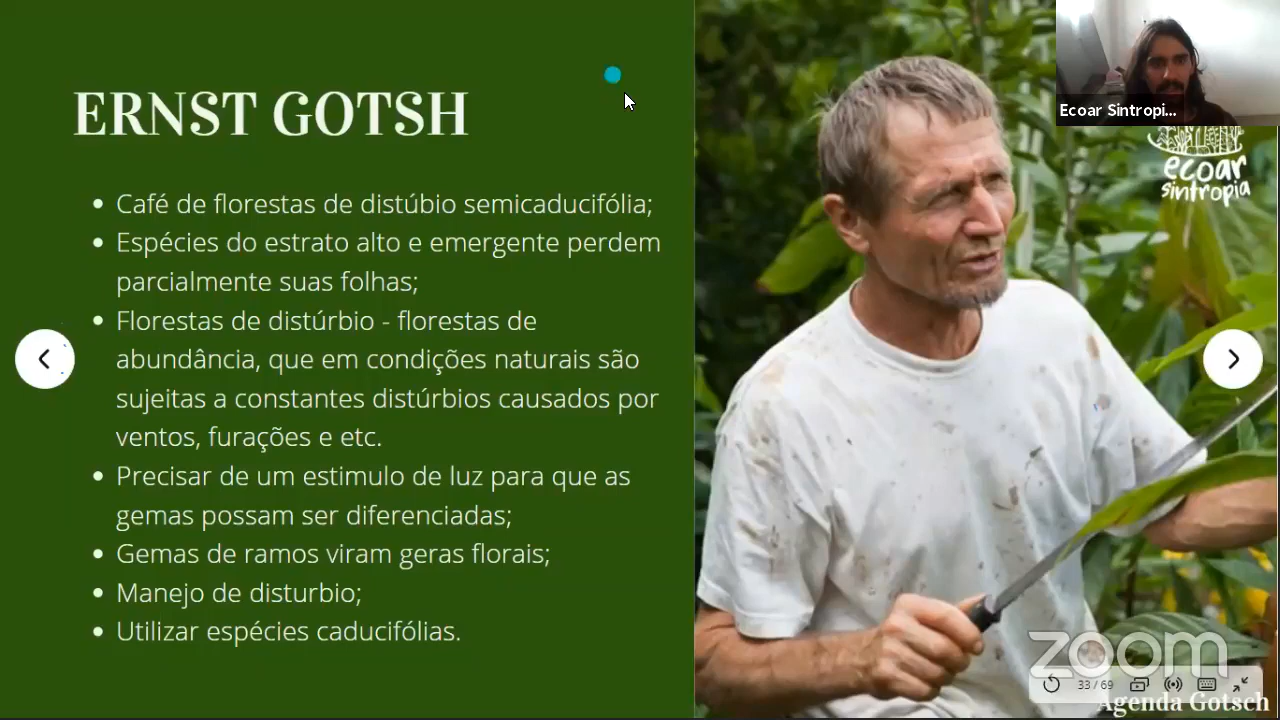 ERNST GOTSH
Café de florestas de distúbio semicaducifólia;
Espécies do estrato alto e emergente perdem
parcialmente suas folhas;
Florestas de distúrbio - florestas de
abundância, que em condições naturais são
sujeitas a constantes distúrbios causados por
ventos, furações e etc.
Precisar de um estimulo de luz para que as
gemas possam ser diferenciadas;
Gemas de ramos viram geras florais;
Manejo de disturbio;
Utilizar espécies caducifólias.
Ecoar Sintropi...
ecoar
sintropia
zoom
33/69
Agenda Gotsch